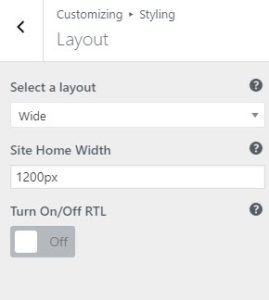 Customizing ▸ Styling
Layout
Select a layout
Wide
Site Home Width
1200px
Turn On/Off RTL
Off